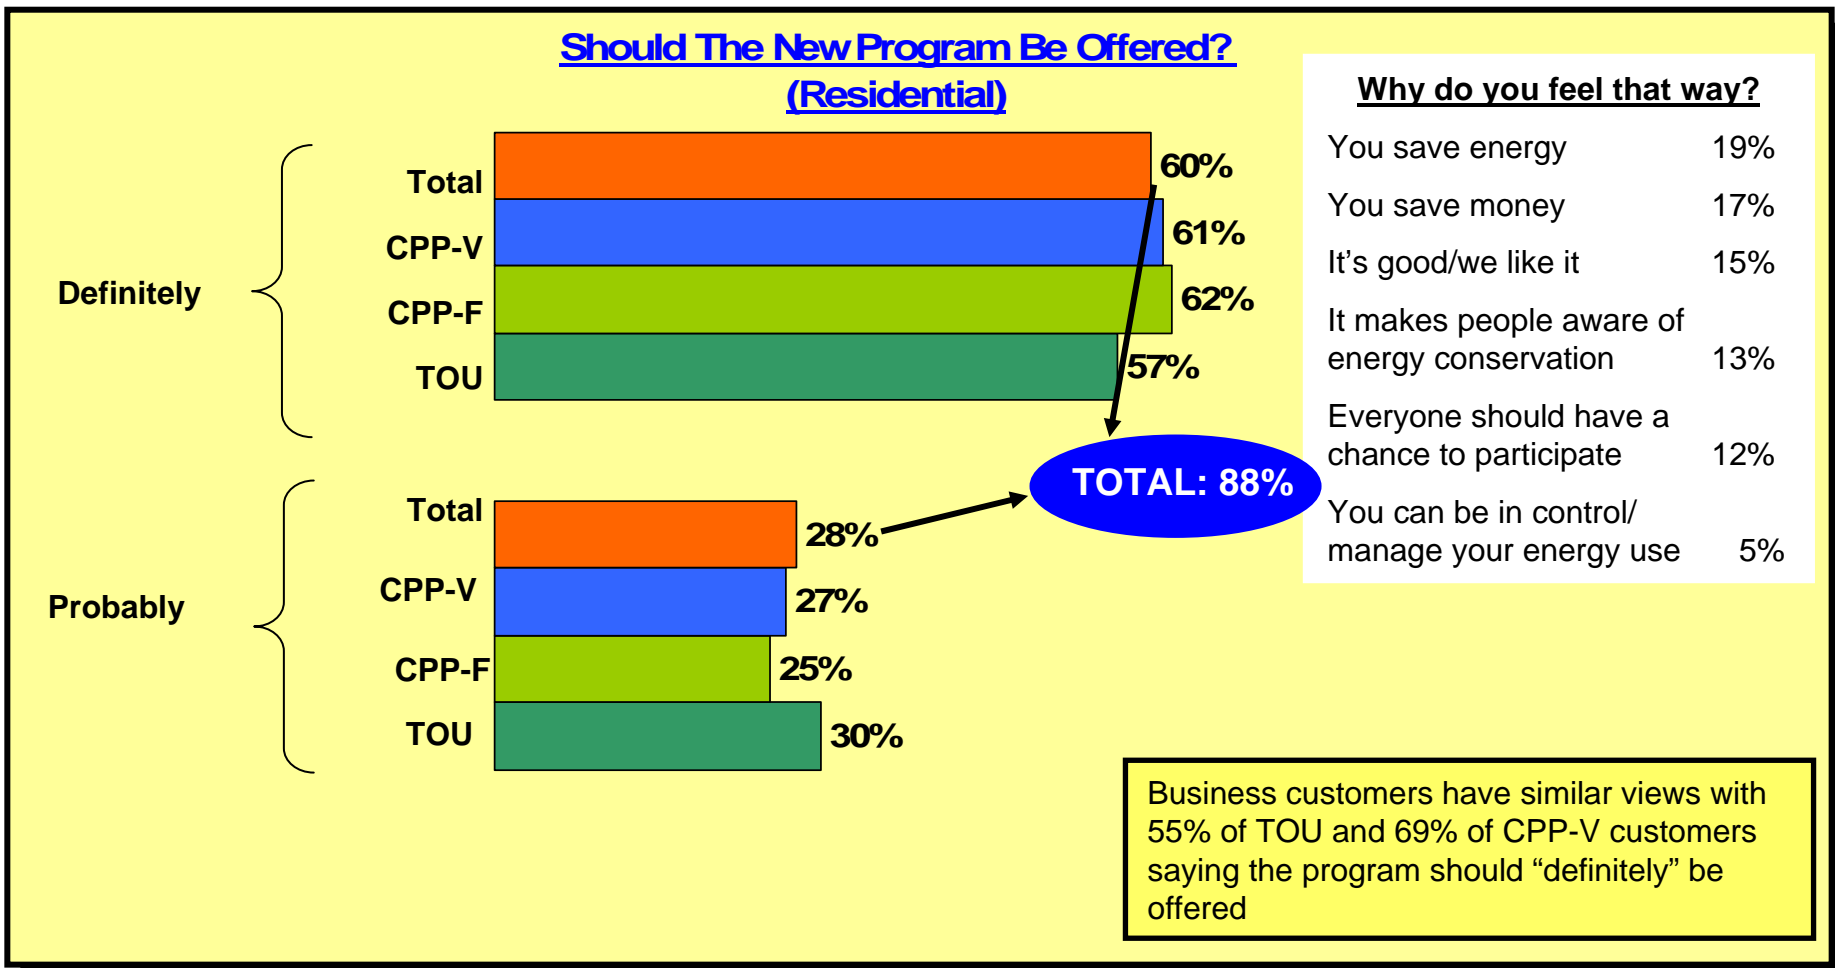 Should The New Program Be Offered?
(Residential)
Definitely
Total
60%
CPP-V
61%
CPP-F
62%
TOU
57%
TOTAL: 88%
Probably
Total
28%
CPP-V
27%
CPP-F
25%
TOU
30%
Why do you feel that way?
You save energy 19%
You save money 17%
It's good/we like it 15%
It makes people aware of
energy conservation 13%
Everyone should have a
chance to participate 12%
You can be in control/
manage your energy use 5%
Business customers have similar views with
55% of TOU and 69% of CPP-V customers
saying the program should “definitely” be
offered